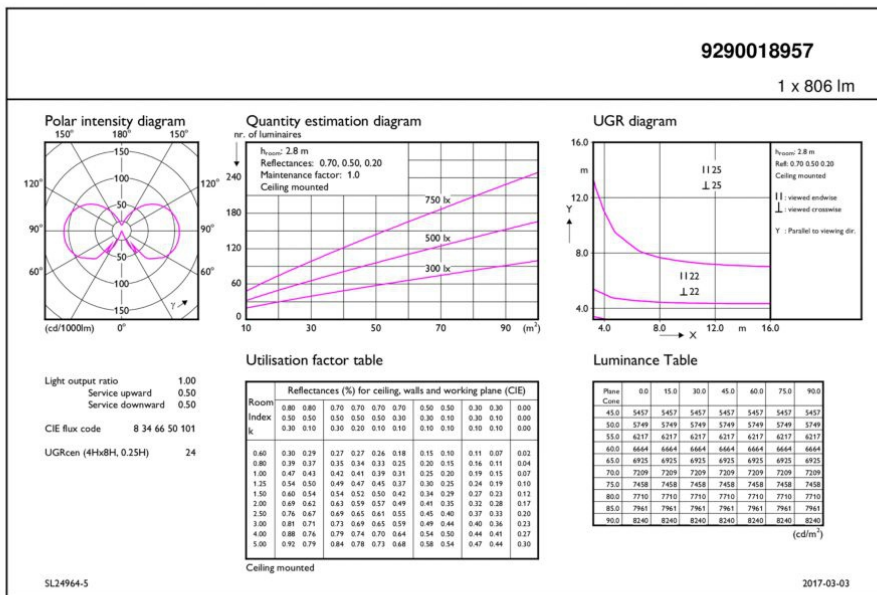 9290018957
1 x 806 lm
Polar intensity diagram
150° 180° 150°
120° 120°
90° 90°
60° 60°
150
100
50
50
100
150
γ
(cd/1000lm) 0°
Quantity estimation diagram
nr. of luminaires
hroom: 2.8 m
Reflectances: 0.70, 0.50, 0.20
Maintenance factor: 1.0
Ceiling mounted
240
180
120
60
0
750 lx
500 lx
300 lx
10 30 50 70 90 (m²)
UGR diagram
16.0
m
12.0
Y
8.0
4.0
II 25
⊥ 25
II 22
⊥ 22
4.0 8.0 12.0 m 16.0
X
hroom: 2.8 m
Refl: 0.70 0.50 0.20
Ceiling mounted
II : viewed endwise
⊥ : viewed crosswise
Y : Parallel to viewing dir.
Light output ratio 1.00
Service upward 0.50
Service downward 0.50
CIE flux code 8 34 66 50 101
UGRcen (4Hx8H, 0.25H) 24
Utilisation factor table
Room
Index
k
Reflectances (%) for ceiling, walls and working plane (CIE)
0.80 0.80 0.70 0.70 0.70 0.70 0.50 0.50 0.30 0.30 0.00
0.50 0.50 0.50 0.50 0.50 0.30 0.30 0.10 0.30 0.10 0.00
0.30 0.10 0.30 0.20 0.10 0.10 0.10 0.10 0.10 0.10 0.00
0.60 0.30 0.29 0.27 0.27 0.26 0.18 0.15 0.10 0.11 0.07 0.02
0.80 0.39 0.37 0.35 0.34 0.33 0.25 0.20 0.15 0.16 0.11 0.04
1.00 0.47 0.43 0.42 0.41 0.39 0.31 0.25 0.20 0.19 0.15 0.07
1.25 0.54 0.50 0.49 0.47 0.45 0.37 0.30 0.25 0.24 0.19 0.10
1.50 0.60 0.54 0.54 0.52 0.50 0.42 0.34 0.29 0.27 0.23 0.12
2.00 0.69 0.62 0.63 0.59 0.57 0.49 0.41 0.35 0.32 0.28 0.17
2.50 0.76 0.67 0.69 0.65 0.61 0.55 0.45 0.40 0.37 0.33 0.20
3.00 0.81 0.71 0.73 0.69 0.65 0.59 0.49 0.44 0.40 0.36 0.23
4.00 0.88 0.76 0.79 0.74 0.70 0.64 0.54 0.50 0.44 0.41 0.27
5.00 0.92 0.79 0.84 0.78 0.73 0.68 0.58 0.54 0.47 0.44 0.30
Ceiling mounted
Luminance Table
Plane 0.0 15.0 30.0 45.0 60.0 75.0 90.0
Cone
45.0 5457 5457 5457 5457 5457 5457 5457
50.0 5749 5749 5749 5749 5749 5749 5749
55.0 6217 6217 6217 6217 6217 6217 6217
60.0 6664 6664 6664 6664 6664 6664 6664
65.0 6925 6925 6925 6925 6925 6925 6925
70.0 7209 7209 7209 7209 7209 7209 7209
75.0 7458 7458 7458 7458 7458 7458 7458
80.0 7710 7710 7710 7710 7710 7710 7710
85.0 7961 7961 7961 7961 7961 7961 7961
90.0 8240 8240 8240 8240 8240 8240 8240
(cd/m²)
SL24964-5
2017-03-03